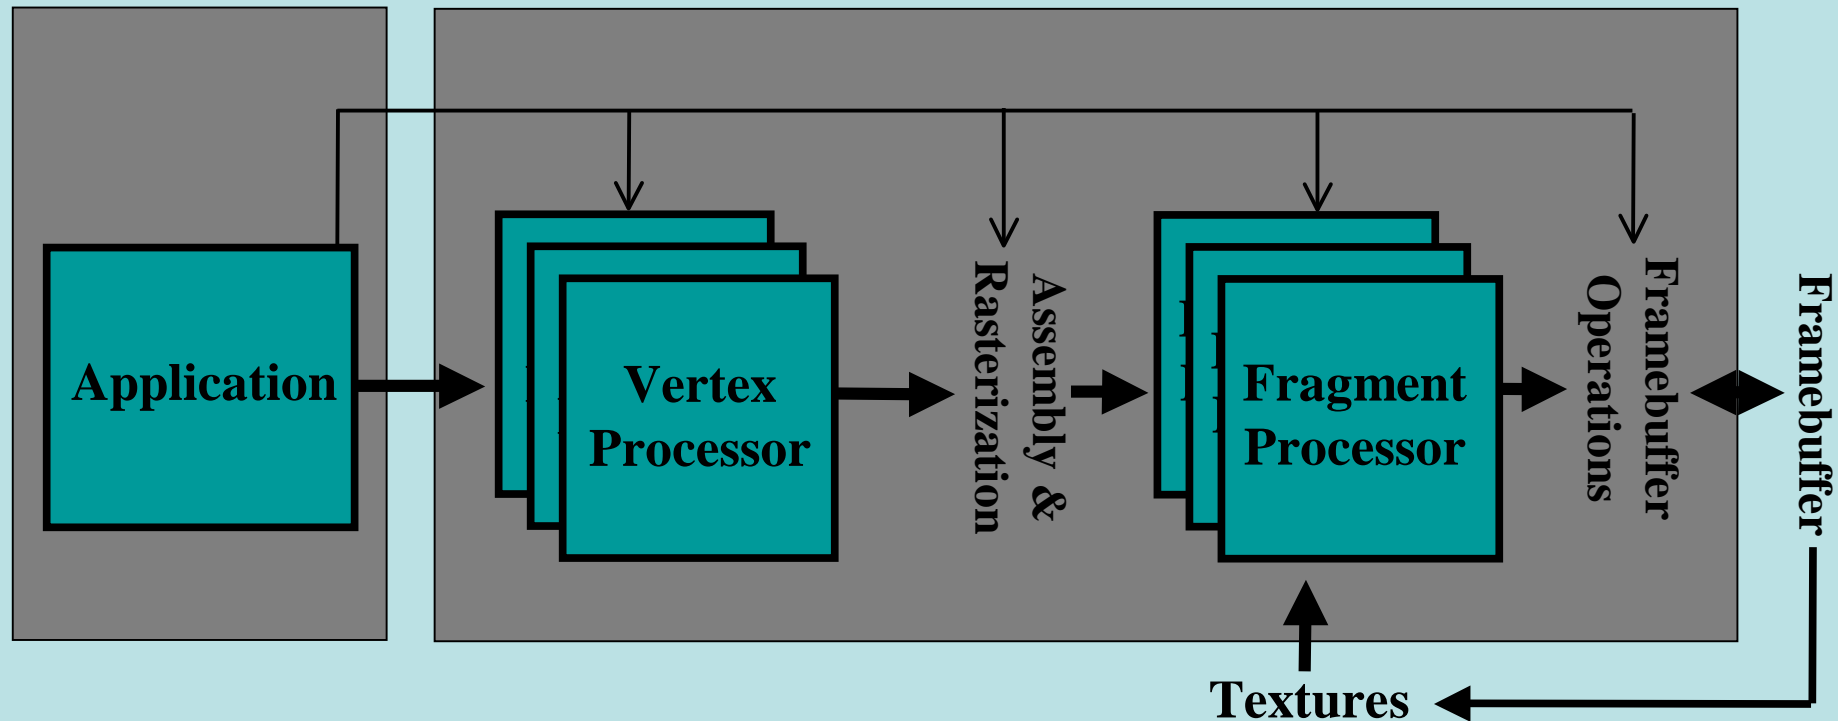 Application
Vertex
Processor
Assembly &
Rasterization
Fragment
Processor
Framebuffer
Operations
Framebuffer
Textures